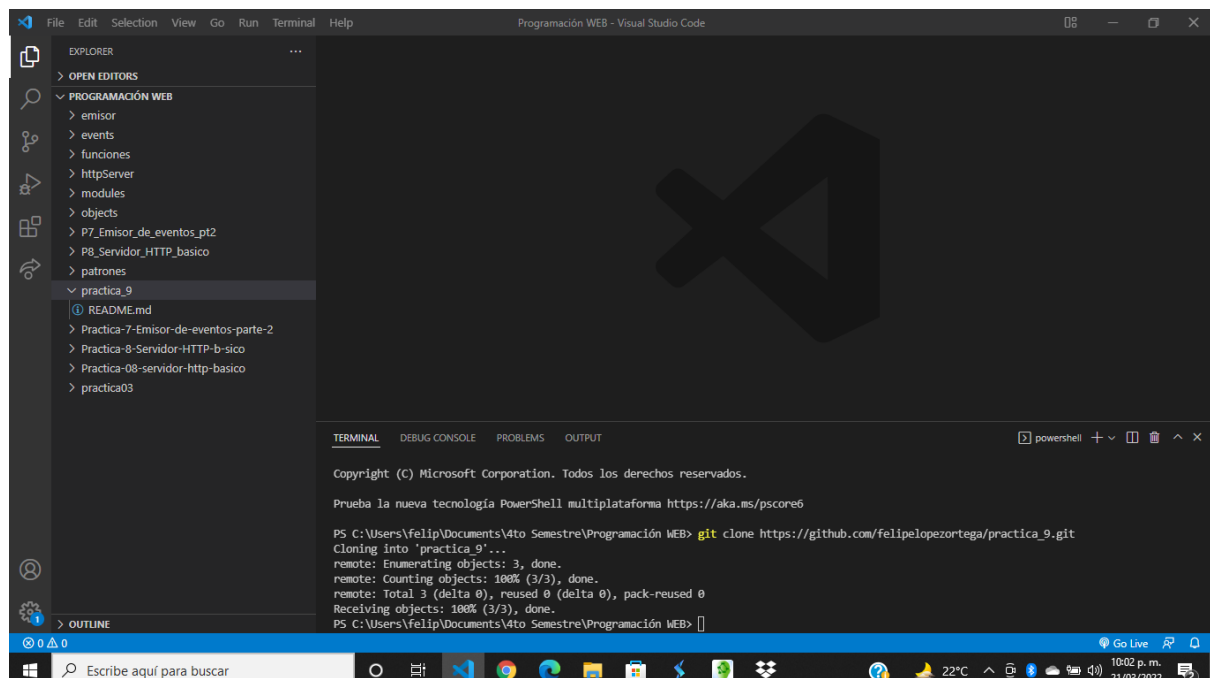 File Edit Selection View Go Run Terminal Help
Programación WEB - Visual Studio Code
EXPLORER
OPEN EDITORS
PROGRAMACIÓN WEB
emisor
events
funciones
httpServer
modules
objects
P7_Emisor_de_eventos_pt2
P8_Servidor_HTTP_basico
patrones
practica_9
README.md
Practica-7-Emisor-de-eventos-parte-2
Practica-8-Servidor-HTTP-b-sico
Practica-08-servidor-http-basico
practica03
OUTLINE
TERMINAL DEBUG CONSOLE PROBLEMS OUTPUT
powershell
Copyright (C) Microsoft Corporation. Todos los derechos reservados.
Prueba la nueva tecnología PowerShell multiplataforma https://aka.ms/pscore6
PS C:\Users\felip\Documents\4to Semestre\Programación WEB> git clone https://github.com/felipelopezortega/practica_9.git
Cloning into 'practica_9'...
remote: Enumerating objects: 3, done.
remote: Counting objects: 100% (3/3), done.
remote: Total 3 (delta 0), reused 0 (delta 0), pack-reused 0
Receiving objects: 100% (3/3), done.
PS C:\Users\felip\Documents\4to Semestre\Programación WEB>
1
0 0
Go Live
Escribe aquí para buscar
22°C
10:02 p. m.
21/03/2022
2